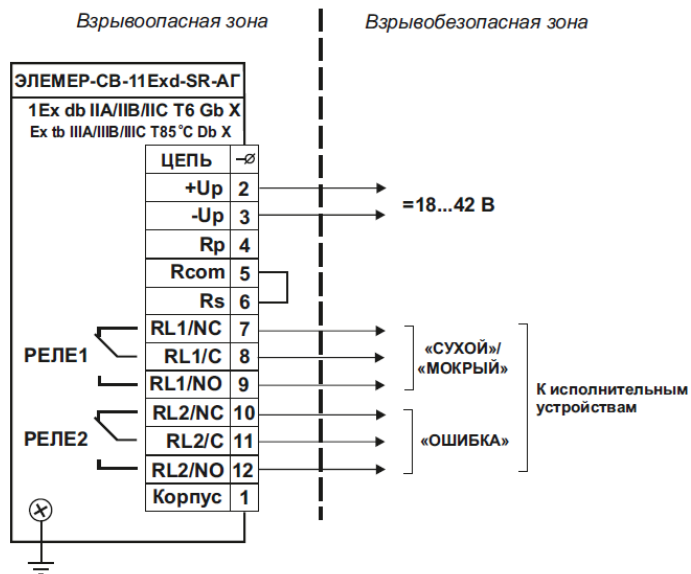 Взрывоопасная зона
Взрывобезопасная зона
ЭЛЕМЕР-СВ-11Exd-SR-АГ
1Ex db IIA/IIB/IIC T6 Gb X
Ex tb IIIA/IIIB/IIIC T85°C Db X
ЦЕПЬ
+Up 2
-Up 3
=18...42 В
Rp 4
Rcom 5
Rs 6
RL1/NC 7
РЕЛЕ1
RL1/C 8
RL1/NO 9
«СУХОЙ»/
«МОКРЫЙ»
RL2/NC 10
РЕЛЕ2
RL2/C 11
RL2/NO 12
«ОШИБКА»
К исполнительным
устройствам
Корпус 1